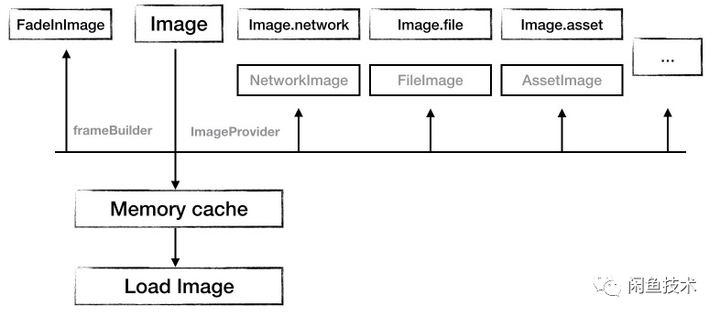 FadeInImage
Image
Image.network
Image.file
Image.asset
...
NetworkImage
FileImage
AssetImage
frameBuilder
ImageProvider
Memory cache
Load Image
闲鱼技术